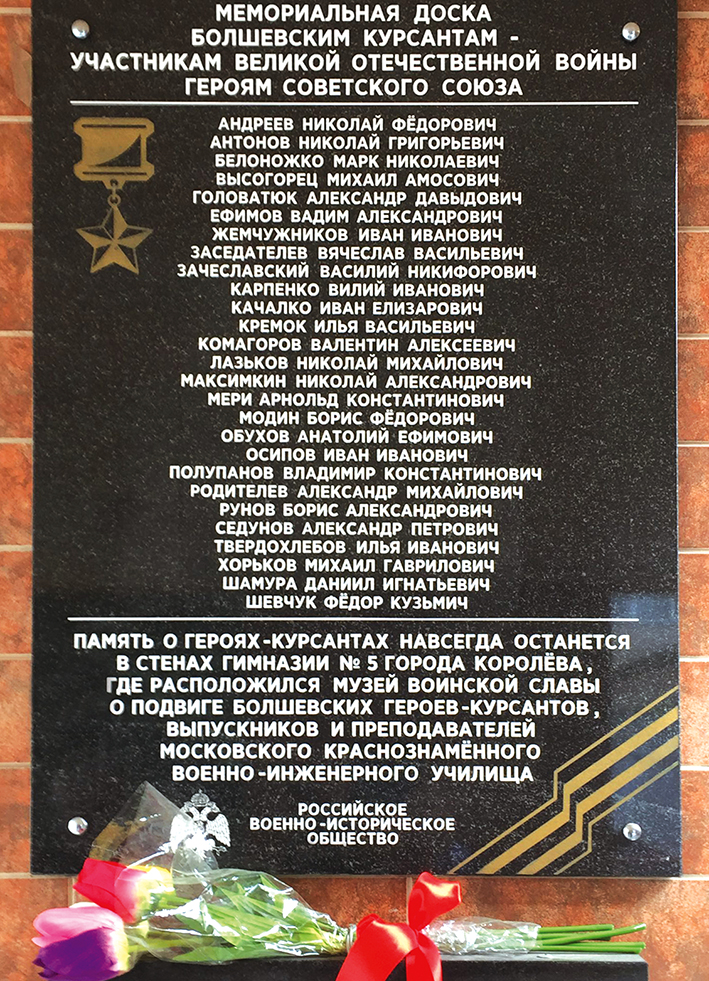 МЕМОРИАЛЬНАЯ ДОСКА
БОЛШЕВСКИМ КУРСАНТАМ -
УЧАСТНИКАМ ВЕЛИКОЙ ОТЕЧЕСТВЕННОЙ ВОЙНЫ
ГЕРОЯМ СОВЕТСКОГО СОЮЗА
АНДРЕЕВ НИКОЛАЙ ФЁДОРОВИЧ
АНТОНОВ НИКОЛАЙ ГРИГОРЬЕВИЧ
БЕЛОНОЖКО МАРК НИКОЛАЕВИЧ
ВЫСОГОРЕЦ МИХАИЛ АМОСОВИЧ
ГОЛОВАТЮК АЛЕКСАНДР ДАВЫДОВИЧ
ЕФИМОВ ВАДИМ АЛЕКСАНДРОВИЧ
ЖЕМЧУЖНИКОВ ИВАН ИВАНОВИЧ
ЗАСЕДАТЕЛЕВ ВЯЧЕСЛАВ ВАСИЛЬЕВИЧ
ЗАЧЕСЛАВСКИЙ ВАСИЛИЙ НИКИФОРОВИЧ
КАРПЕНКО ВИЛИЙ ИВАНОВИЧ
КАЧАЛКО ИВАН ЕЛИЗАРОВИЧ
КРЕМОК ИЛЬЯ ВАСИЛЬЕВИЧ
КОМАГОРОВ ВАЛЕНТИН АЛЕКСЕЕВИЧ
ЛАЗЬКОВ НИКОЛАЙ МИХАЙЛОВИЧ
МАКСИМКИН НИКОЛАЙ АЛЕКСАНДРОВИЧ
МЕРИ АРНОЛЬД КОНСТАНТИНОВИЧ
МОДИН БОРИС ФЁДОРОВИЧ
ОБУХОВ АНАТОЛИЙ ЕФИМОВИЧ
ОСИПОВ ИВАН ИВАНОВИЧ
ПОЛУПАНОВ ВЛАДИМИР КОНСТАНТИНОВИЧ
РОДИТЕЛЕВ АЛЕКСАНДР МИХАЙЛОВИЧ
РУНОВ БОРИС АЛЕКСАНДРОВИЧ
СЕДУНОВ АЛЕКСАНДР ПЕТРОВИЧ
ТВЕРДОХЛЕБОВ ИЛЬЯ ИВАНОВИЧ
ХОРЬКОВ МИХАИЛ ГАВРИЛОВИЧ
ШАМУРА ДАНИИЛ ИГНАТЬЕВИЧ
ШЕВЧУК ФЁДОР КУЗЬМИЧ
ПАМЯТЬ О ГЕРОЯХ-КУРСАНТАХ НАВСЕГДА ОСТАНЕТСЯ
В СТЕНАХ ГИМНАЗИИ № 5 ГОРОДА КОРОЛЁВА,
ГДЕ РАСПОЛОЖИЛСЯ МУЗЕЙ ВОИНСКОЙ СЛАВЫ
О ПОДВИГЕ БОЛШЕВСКИХ ГЕРОЕВ-КУРСАНТОВ,
ВЫПУСКНИКОВ И ПРЕПОДАВАТЕЛЕЙ
МОСКОВСКОГО КРАСНОЗНАМЁННОГО
ВОЕННО-ИНЖЕНЕРНОГО УЧИЛИЩА
РОССИЙСКОЕ
ВОЕННО-ИСТОРИЧЕСКОЕ
ОБЩЕСТВО